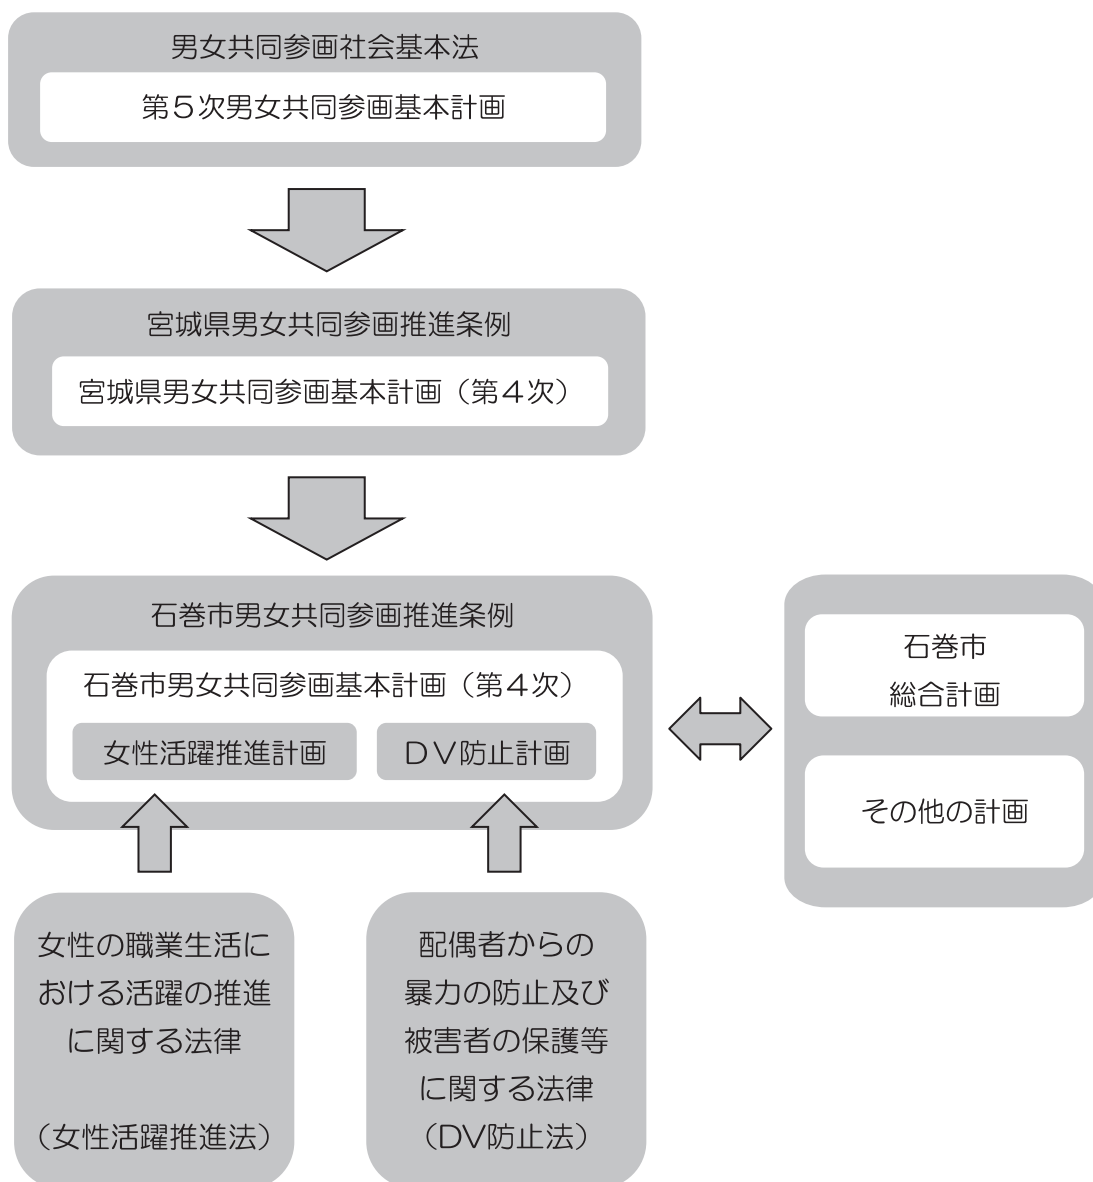 男女共同参画社会基本法
第５次男女共同参画基本計画
宮城県男女共同参画推進条例
宮城県男女共同参画基本計画（第４次）
石巻市男女共同参画推進条例
石巻市男女共同参画基本計画（第４次）
女性活躍推進計画
ＤＶ防止計画
石巻市
総合計画
その他の計画
女性の職業生活に
おける活躍の推進
に関する法律
（女性活躍推進法）
配偶者からの
暴力の防止及び
被害者の保護等
に関する法律
（DV防止法）